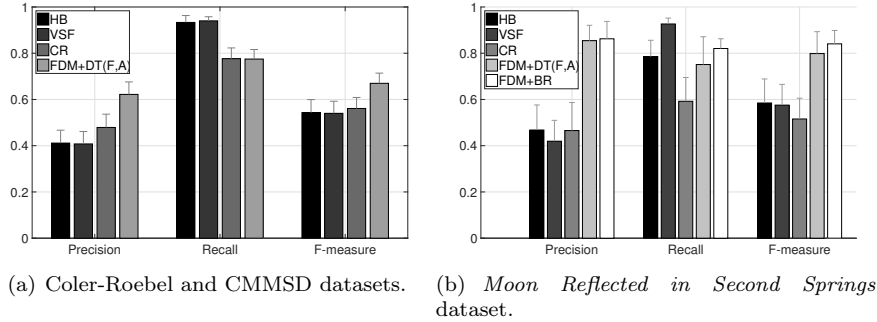 1
0.8
0.6
0.4
0.2
0
HB
VSF
CR
FDM+DT(F,A)
Precision
Recall
F-measure
(a) Coler-Roebel and CMMSD datasets.
1
0.8
0.6
0.4
0.2
0
HB
VSF
CR
FDM+DT(F,A)
FDM+BR
Precision
Recall
F-measure
(b) Moon Reflected in Second Springs
dataset.